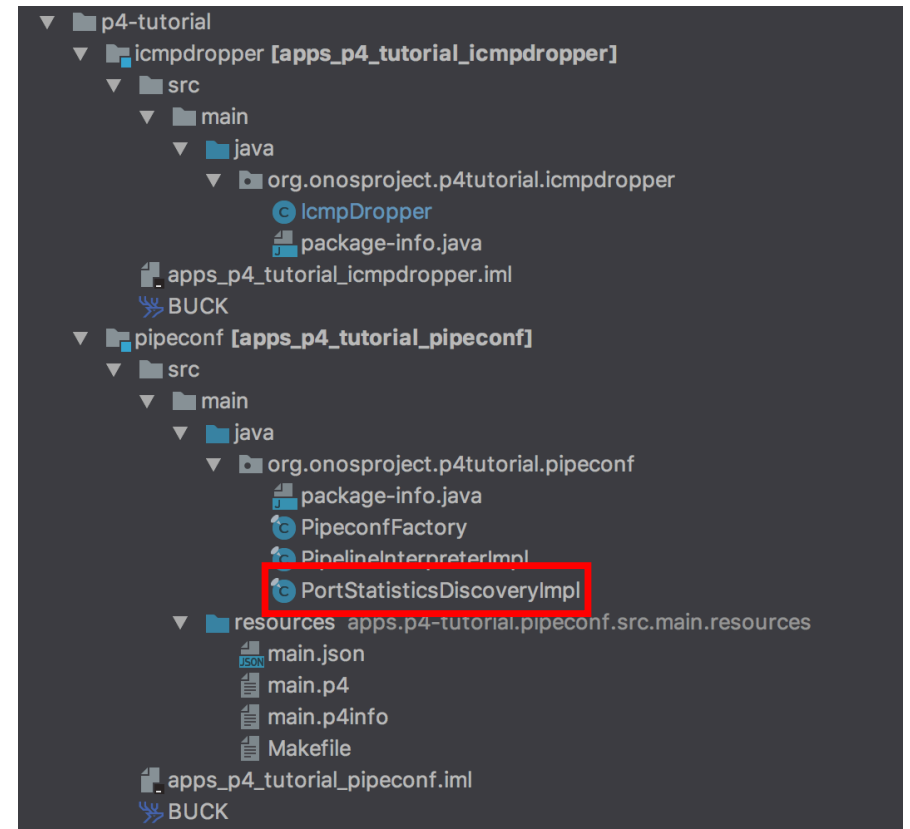 p4-tutorial
icmpdropper [apps_p4_tutorial_icmpdropper]
src
main
java
org.onosproject.p4tutorial.icmpdropper
IcmpDropper
package-info.java
apps_p4_tutorial_icmpdropper.iml
BUCK
pipeconf [apps_p4_tutorial_pipeconf]
src
main
java
org.onosproject.p4tutorial.pipeconf
package-info.java
PipeconfFactory
PipelineInterpreterImpl
PortStatisticsDiscoveryImpl
resources apps.p4-tutorial.pipeconf.src.main.resources
main.json
main.p4
main.p4info
Makefile
apps_p4_tutorial_pipeconf.iml
BUCK